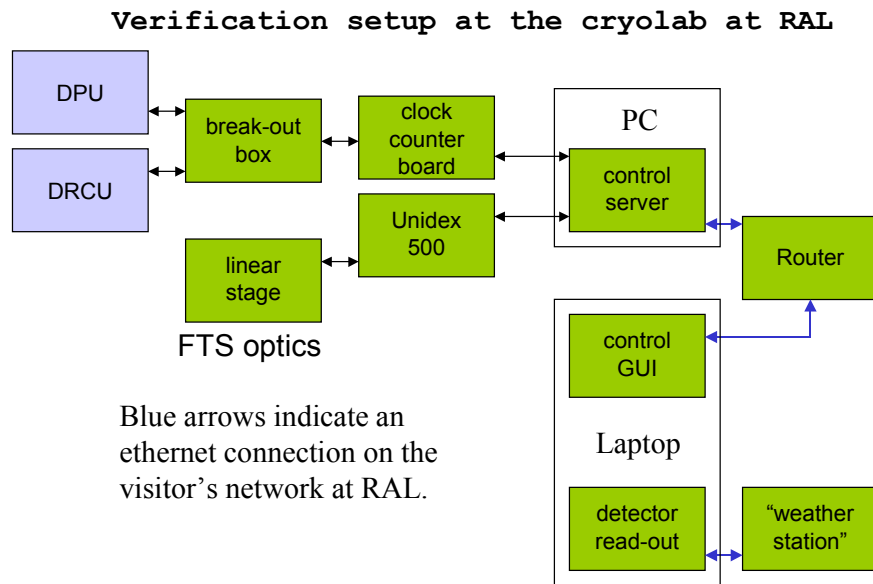 Verification setup at the cryolab at RAL
DPU
DRCU
break-out
box
clock
counter
board
Unidex
500
linear
stage
FTS optics
PC
control
server
Router
control
GUI
Laptop
detector
read-out
“weather
station”
Blue arrows indicate an
ethernet connection on the
visitor’s network at RAL.